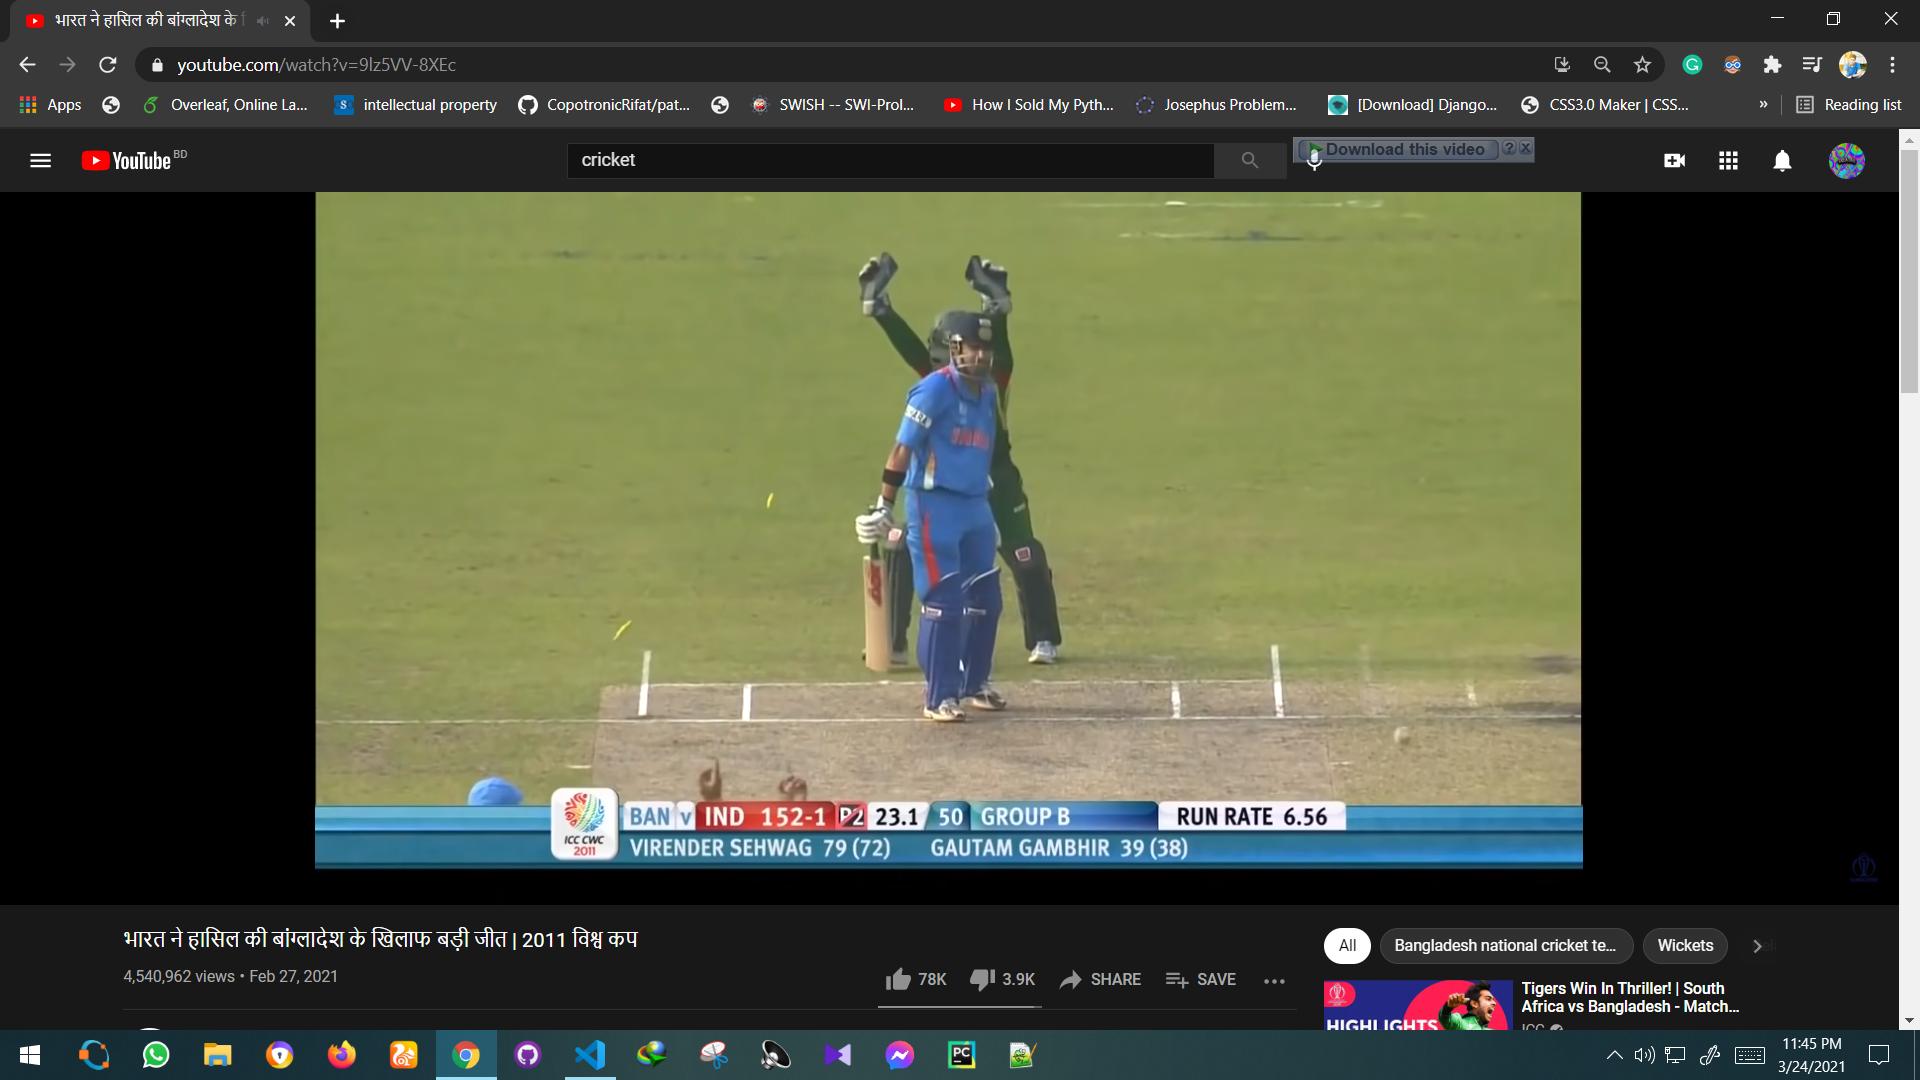 भारत ने हासिल की बांग्लादेश के
youtube.com/watch?v=9lz5VV-8XEc
Apps
Overleaf, Online La...
intellectual property
CopotronicRifat/pat...
SWISH -- SWI-Prol...
How I Sold My Pyth...
Josephus Problem...
[Download] Django...
CSS3.0 Maker | CSS...
»
Reading list
YouTube BD
cricket
Download this video
BAN v IND 152-1 P2 23.1 50 GROUP B RUN RATE 6.56
ICC CWC 2011
VIRENDER SEHWAG 79 (72) GAUTAM GAMBHIR 39 (38)
भारत ने हासिल की बांग्लादेश के खिलाफ बड़ी जीत | 2011 विश्व कप
4,540,962 views • Feb 27, 2021
78K
3.9K
SHARE
SAVE
All
Bangladesh national cricket te...
Wickets
Tigers Win In Thriller! | South
Africa vs Bangladesh - Match...
ICC
HIGHLIGHTS
11:45 PM
3/24/2021